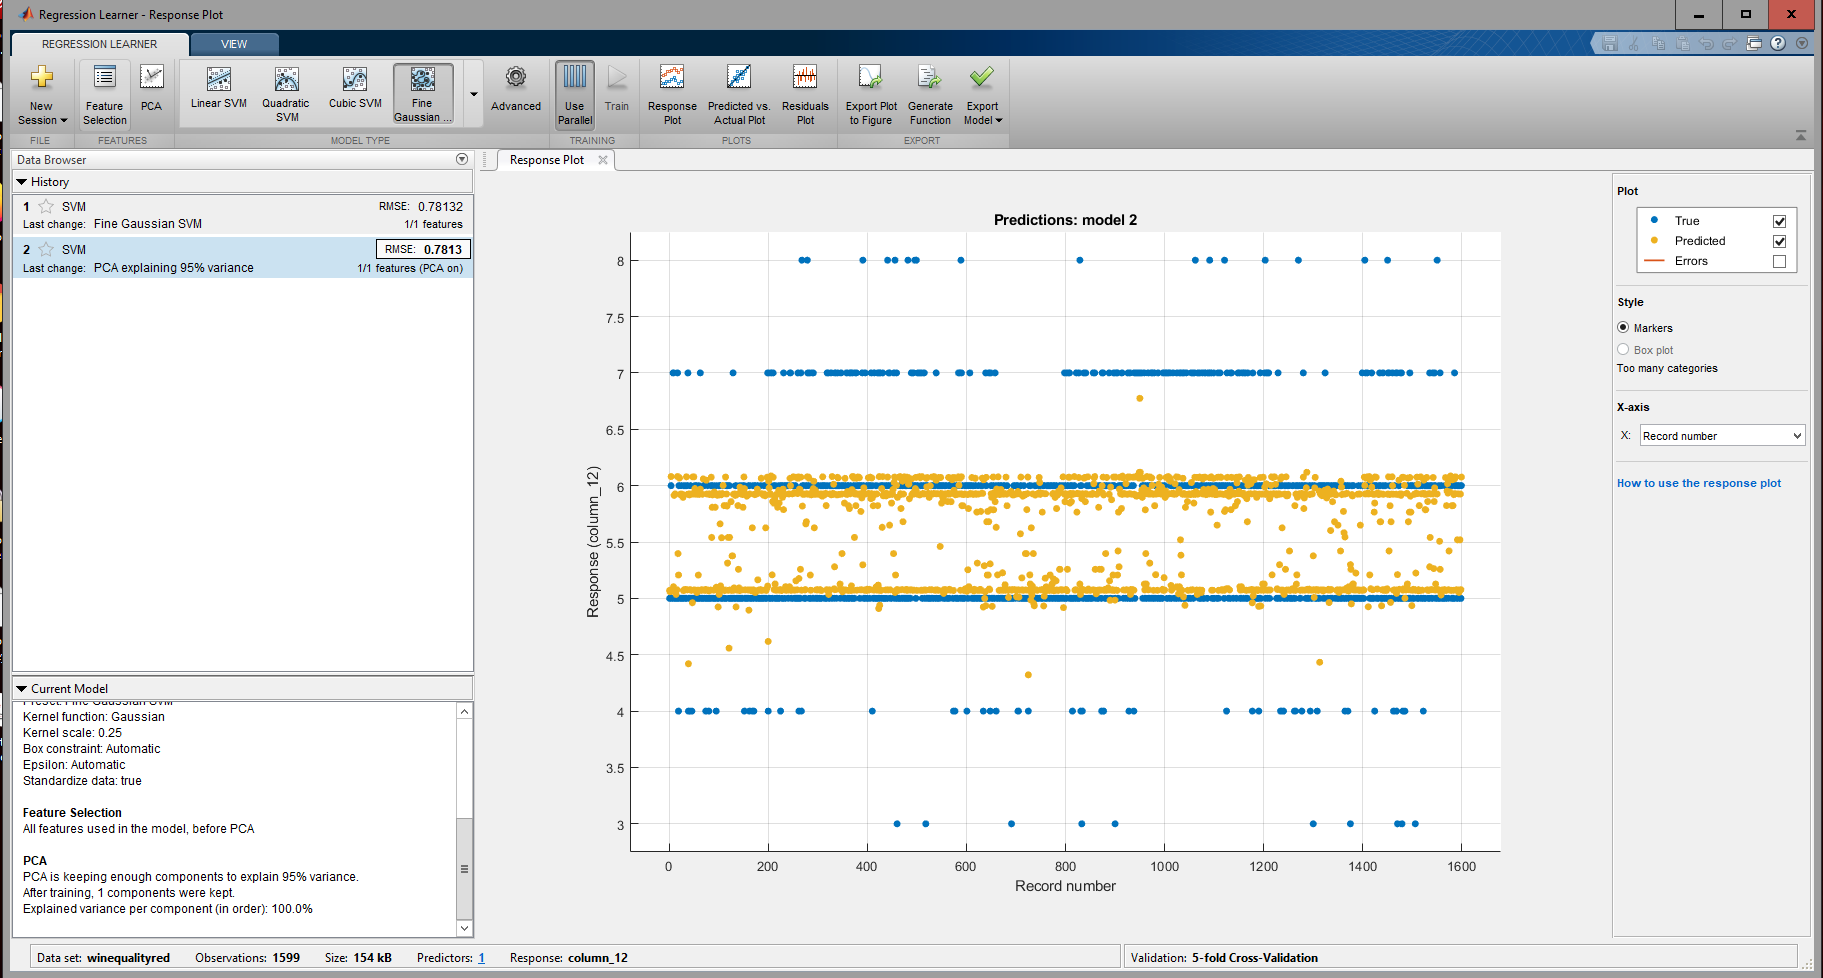 Regression Learner - Response Plot
REGRESSION LEARNER
VIEW
New Session
Feature Selection
PCA
Linear SVM
Quadratic SVM
Cubic SVM
Fine Gaussian ...
Advanced
Use Parallel
Train
Response Plot
Predicted vs. Actual Plot
Residuals Plot
Export Plot to Figure
Generate Function
Export Model
FILE
FEATURES
MODEL TYPE
TRAINING
PLOTS
EXPORT
Data Browser
History
1 SVM RMSE: 0.78132
Last change: Fine Gaussian SVM 1/1 features
2 SVM RMSE: 0.7813
Last change: PCA explaining 95% variance 1/1 features (PCA on)
Current Model
Preset: Fine Gaussian SVM
Kernel function: Gaussian
Kernel scale: 0.25
Box constraint: Automatic
Epsilon: Automatic
Standardize data: true
Feature Selection
All features used in the model, before PCA
PCA
PCA is keeping enough components to explain 95% variance.
After training, 1 components were kept.
Explained variance per component (in order): 100.0%
Response Plot
Predictions: model 2
8
7.5
7
6.5
6
5.5
5
4.5
4
3.5
3
Response (column_12)
0 200 400 600 800 1000 1200 1400 1600
Record number
Plot
True
Predicted
Errors
Style
Markers
Box plot
Too many categories
X-axis
X: Record number
How to use the response plot
Data set: winequalityred Observations: 1599 Size: 154 kB Predictors: 1 Response: column_12
Validation: 5-fold Cross-Validation